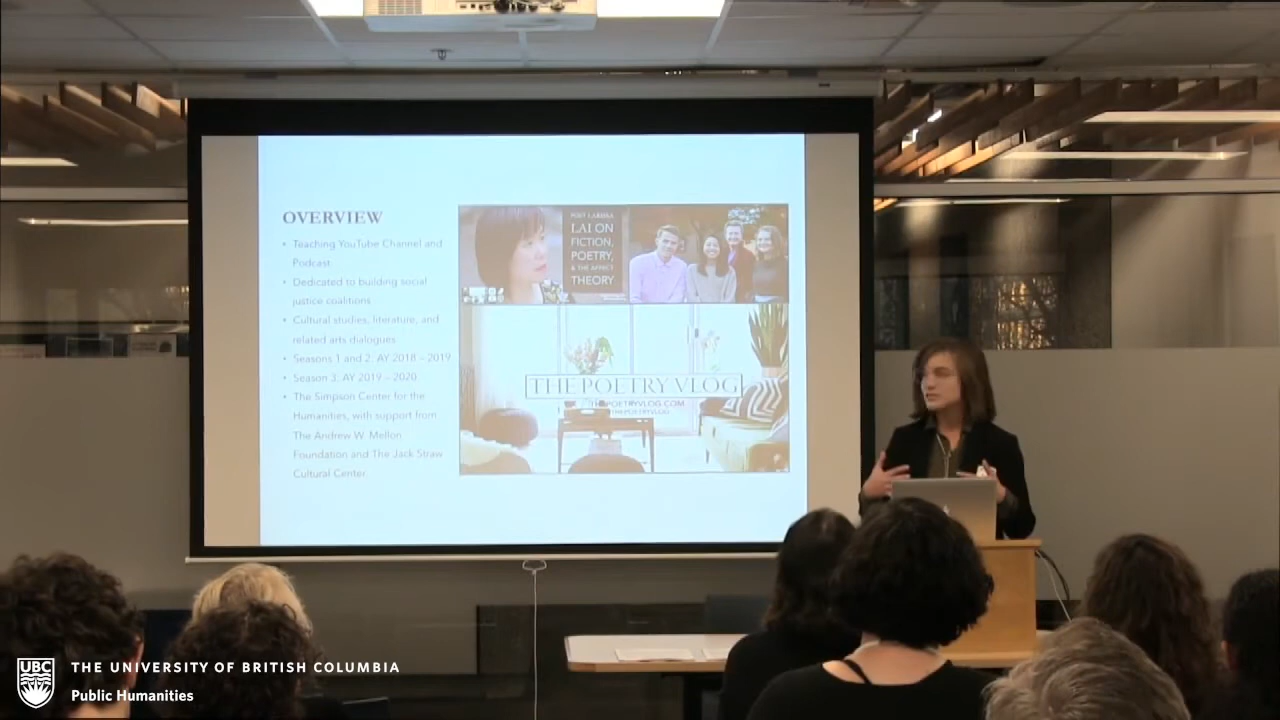 OVERVIEW
• Teaching YouTube Channel and
Podcast
• Dedicated to building social
justice coalitions
• Cultural studies, literature, and
related arts dialogues
• Seasons 1 and 2: AY 2018 – 2019
• Season 3: AY 2019 – 2020
• The Simpson Center for the
Humanities, with support from
The Andrew W. Mellon
Foundation and The Jack Straw
Cultural Center
POET LARISSA
LAI ON
FICTION,
POETRY,
& THE AFFECT
THEORY
THE POETRY VLOG
THEPOETRYVLOG.COM
UBC
THE UNIVERSITY OF BRITISH COLUMBIA
Public Humanities